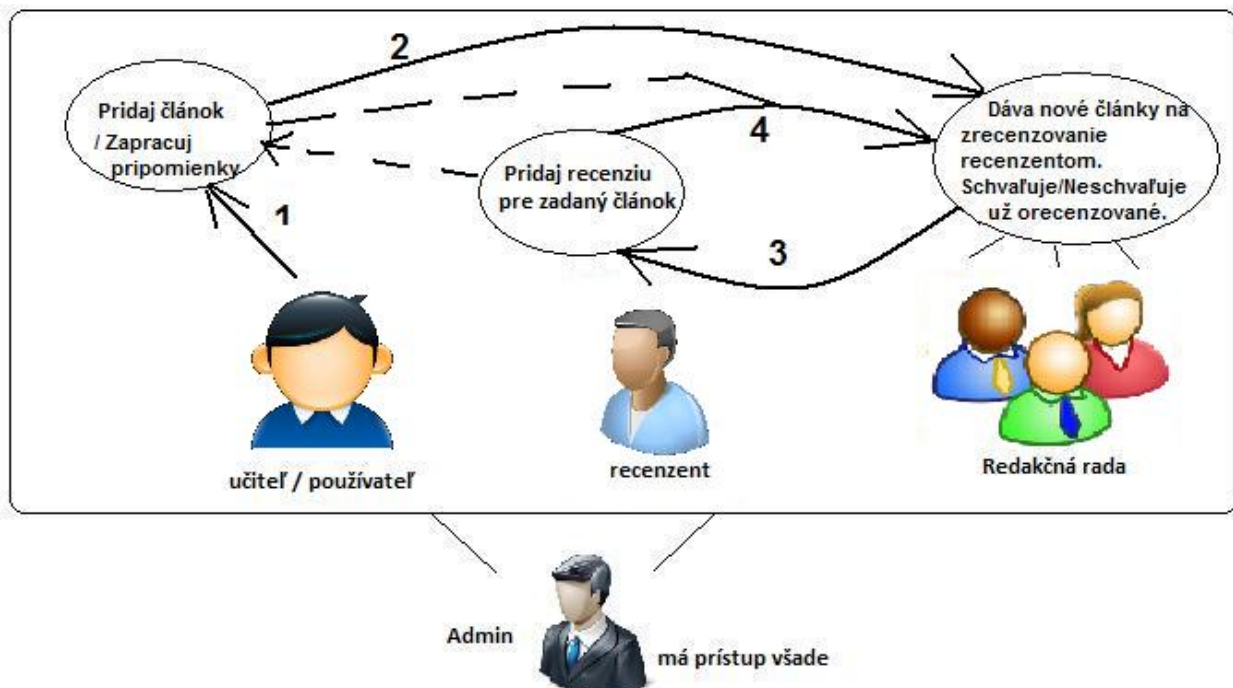 2
Pridaj článok
/ Zapracuj
pripomienky
1
Pridaj recenziu
pre zadaný článok
4
3
Dáva nové články na
zrecenzovanie
recenzentom.
Schvaľuje/Neschvaľuje
už orecenzované.
učiteľ / používateľ
recenzent
Redakčná rada
Admin
má prístup všade